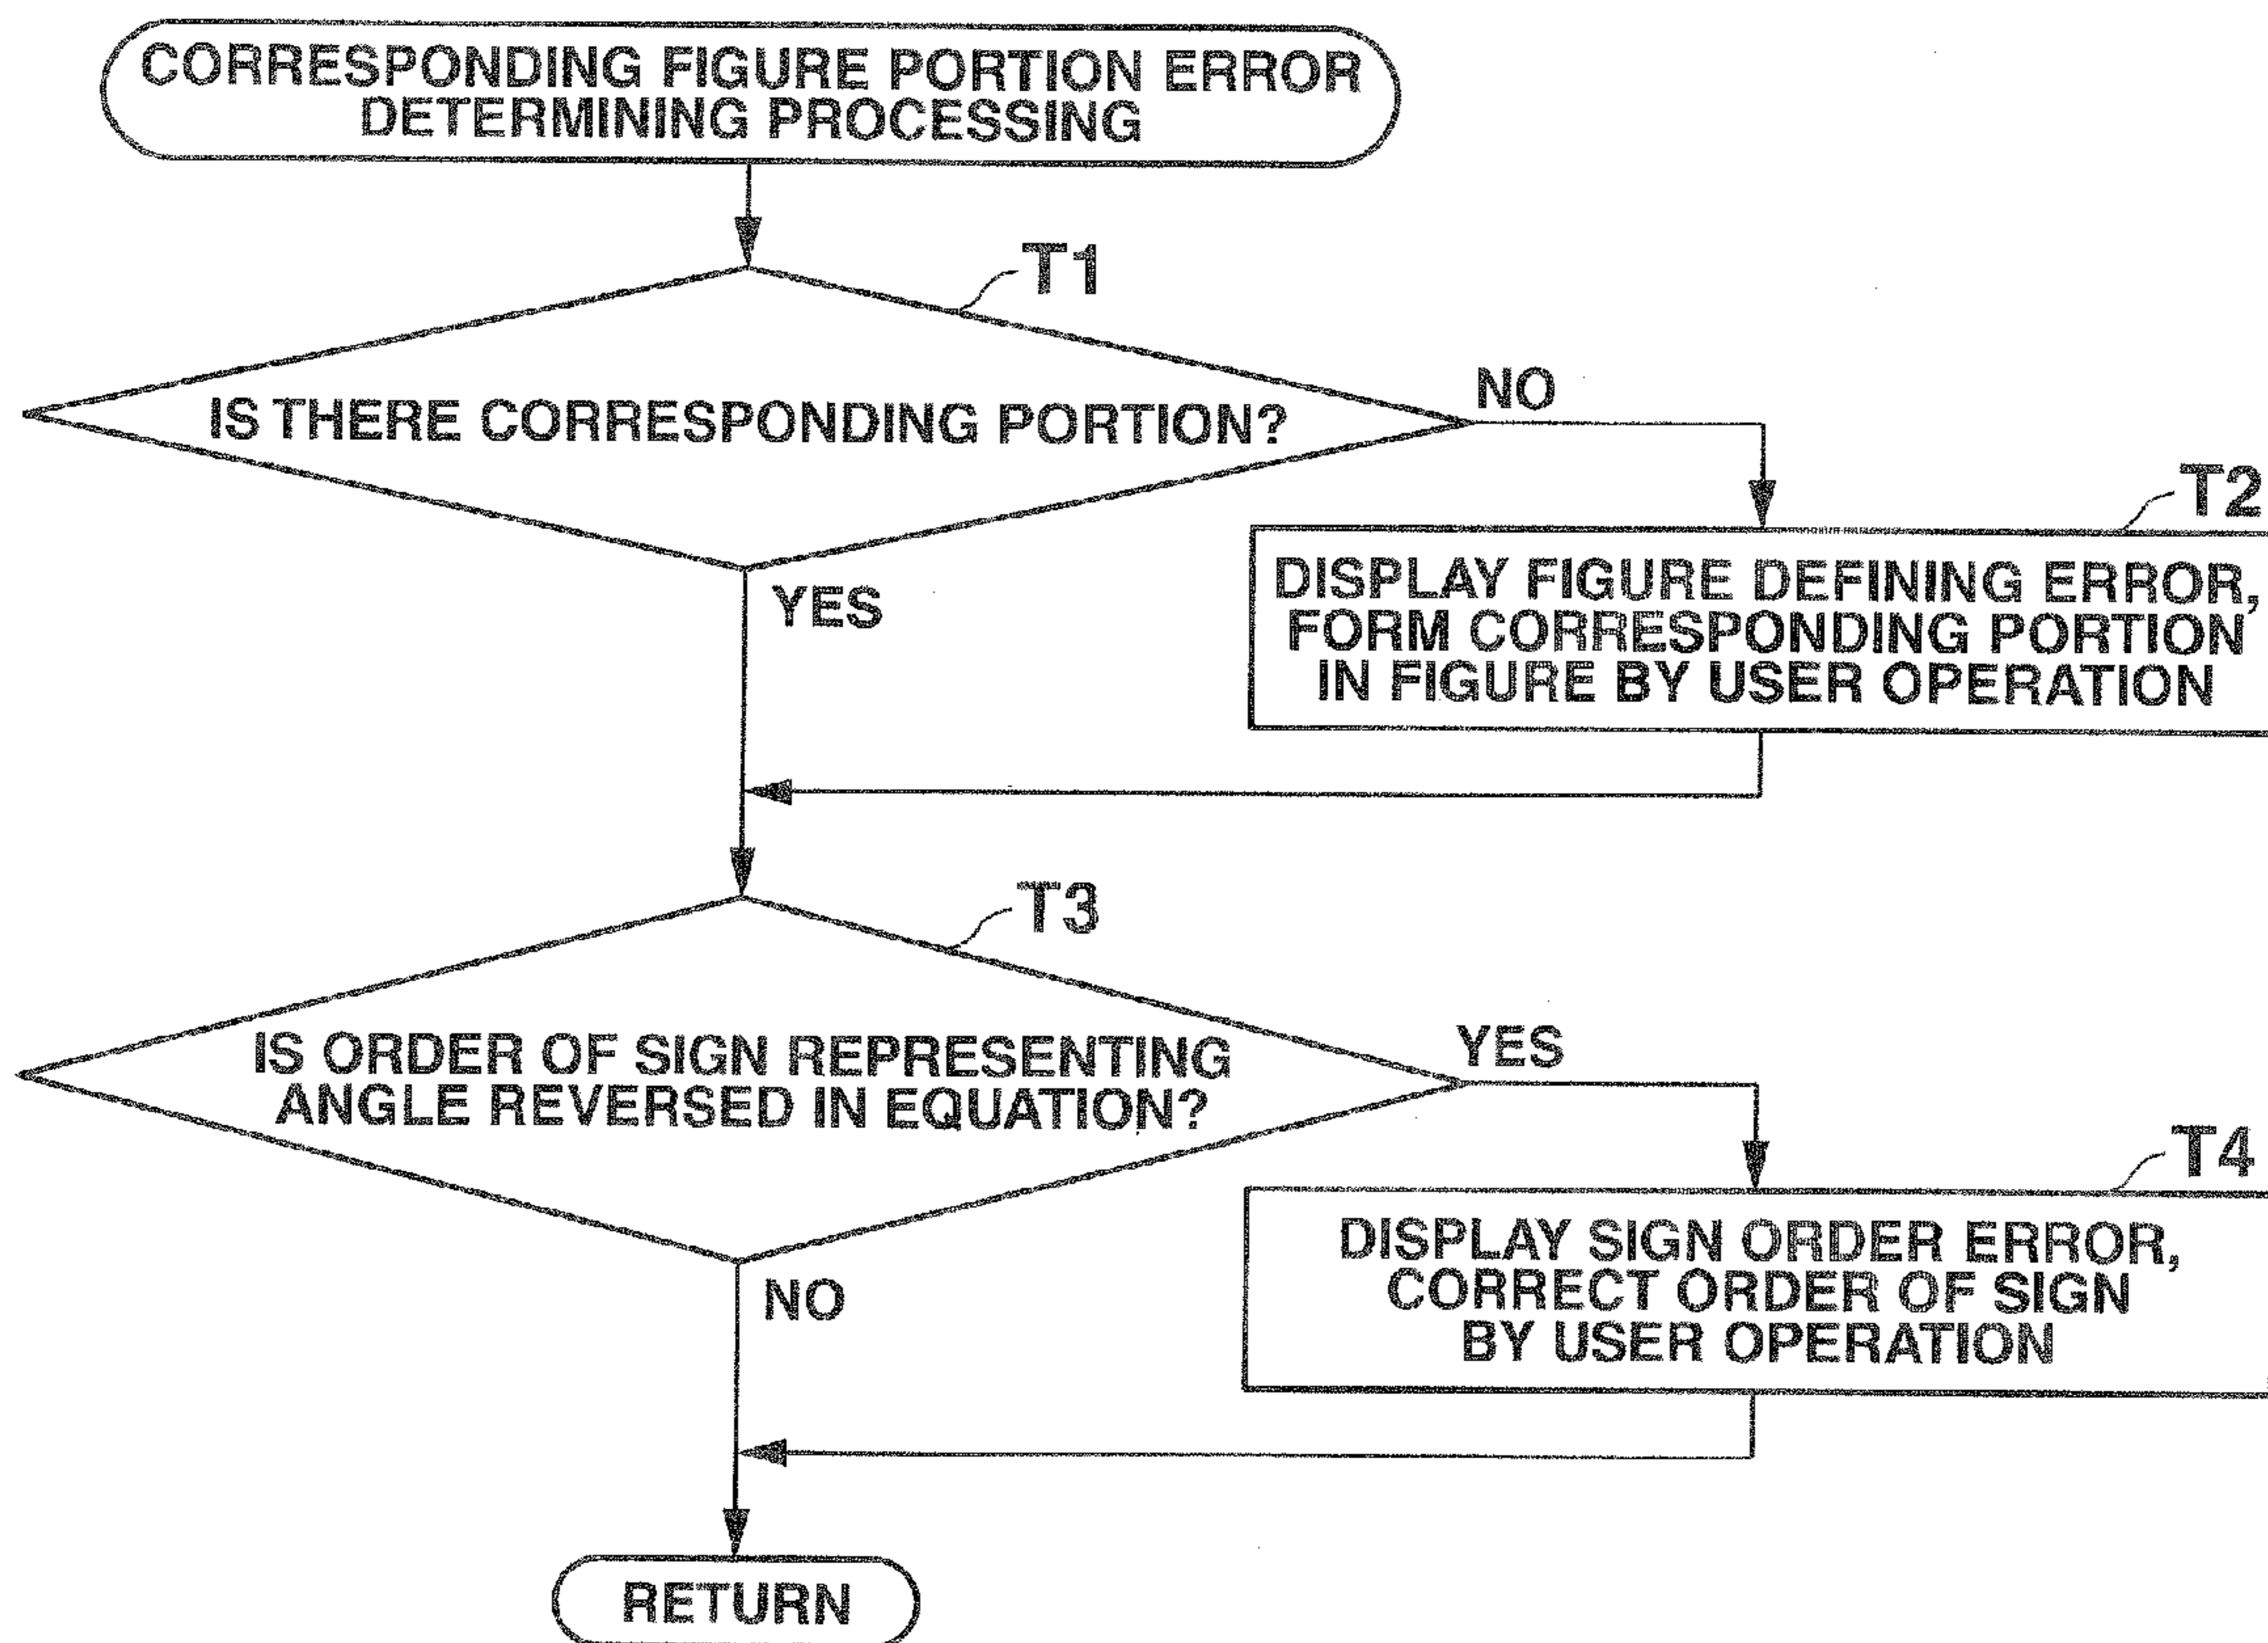 CORRESPONDING FIGURE PORTION ERROR
DETERMINING PROCESSING
T1
IS THERE CORRESPONDING PORTION?
NO
YES
T2
DISPLAY FIGURE DEFINING ERROR,
FORM CORRESPONDING PORTION
IN FIGURE BY USER OPERATION
T3
IS ORDER OF SIGN REPRESENTING
ANGLE REVERSED IN EQUATION?
YES
NO
T4
DISPLAY SIGN ORDER ERROR,
CORRECT ORDER OF SIGN
BY USER OPERATION
RETURN